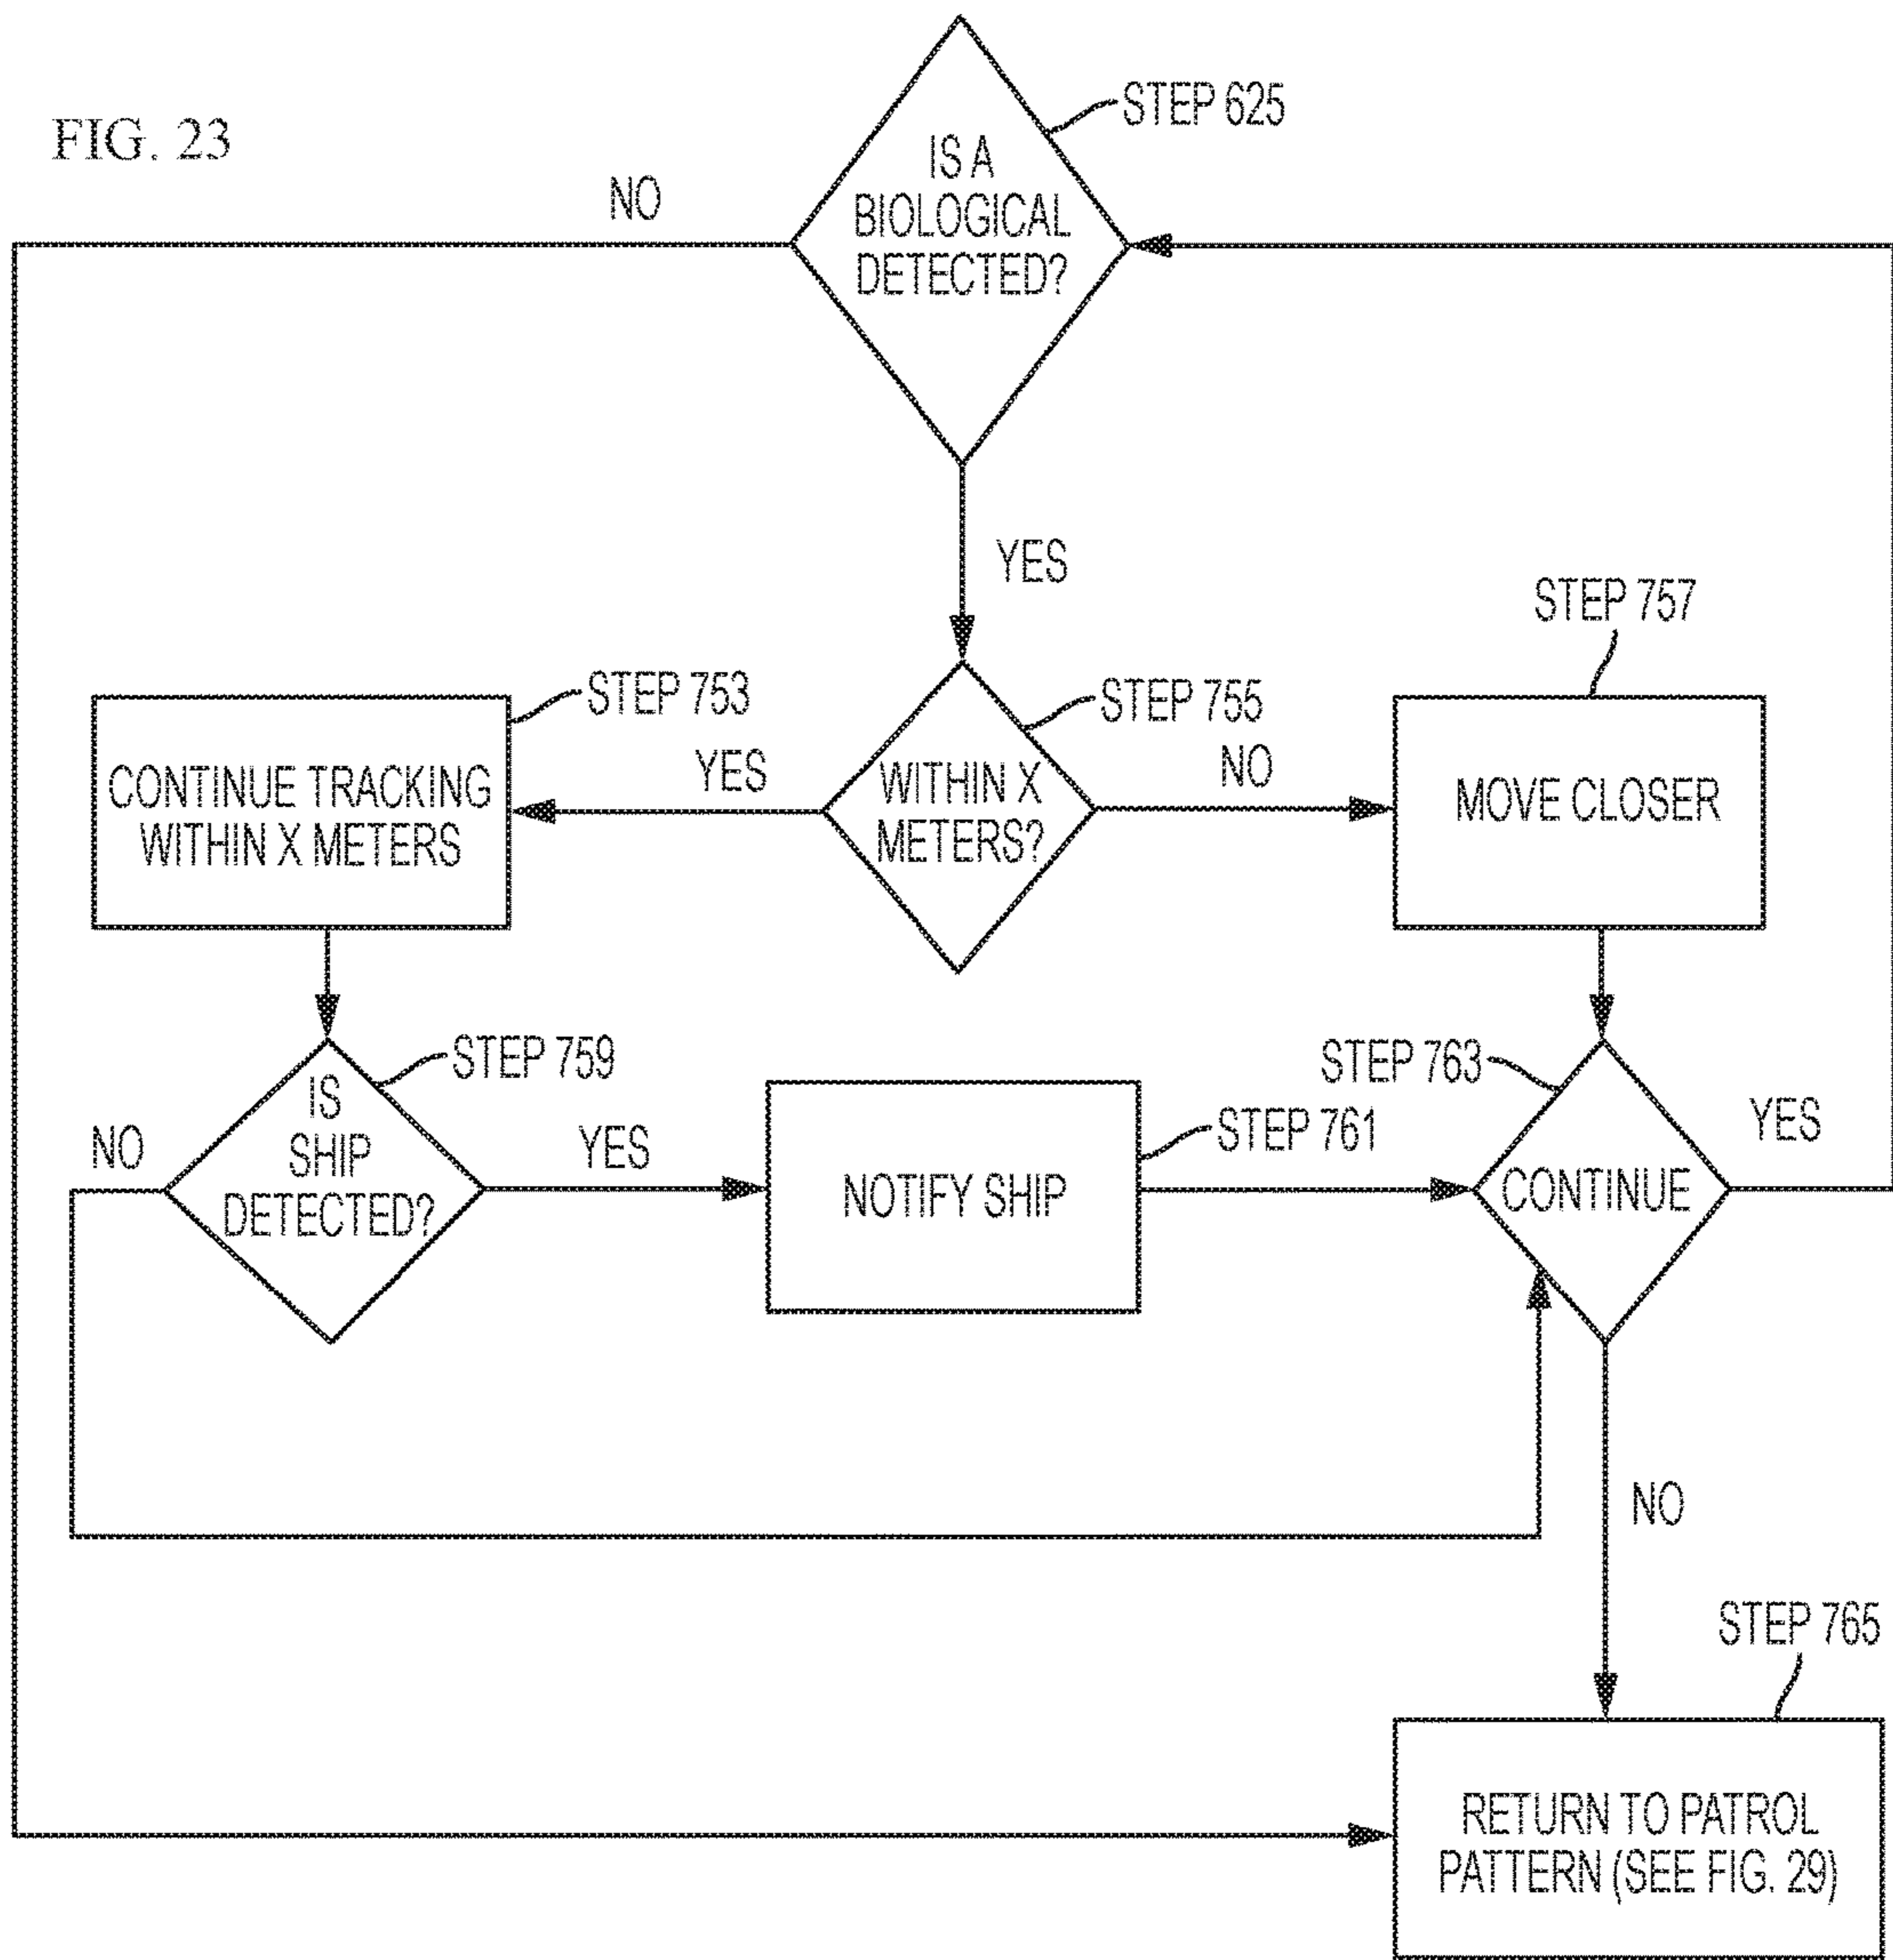 FIG. 23
STEP 625
IS A
BIOLOGICAL
DETECTED?
NO
YES
STEP 757
STEP 753
STEP 755
CONTINUE TRACKING
WITHIN X METERS
YES
WITHIN X
METERS?
NO
MOVE CLOSER
STEP 759
STEP 763
IS
SHIP
DETECTED?
NO
YES
STEP 761
NOTIFY SHIP
CONTINUE
YES
NO
STEP 765
RETURN TO PATROL
PATTERN (SEE FIG. 29)